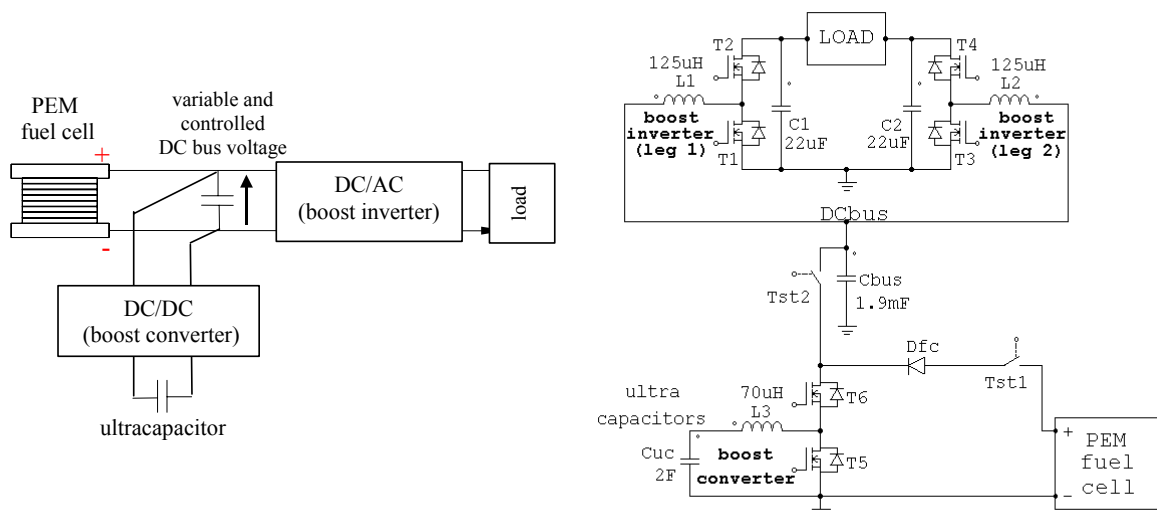 PEM
fuel cell
+
-
variable and
controlled
DC bus voltage
DC/AC
(boost inverter)
load
DC/DC
(boost converter)
ultracapacitor
T2
LOAD
T4
125uH
L1
125uH
L2
boost
inverter
(leg 1)
T1
C1
22uF
C2
22uF
boost
inverter
(leg 2)
T3
DCbus
Tst2
Cbus
1.9mF
Dfc
Tst1
ultra
capacitors
70uH
L3
T6
Cuc
2F
boost
converter
T5
+
PEM
fuel
cell
−